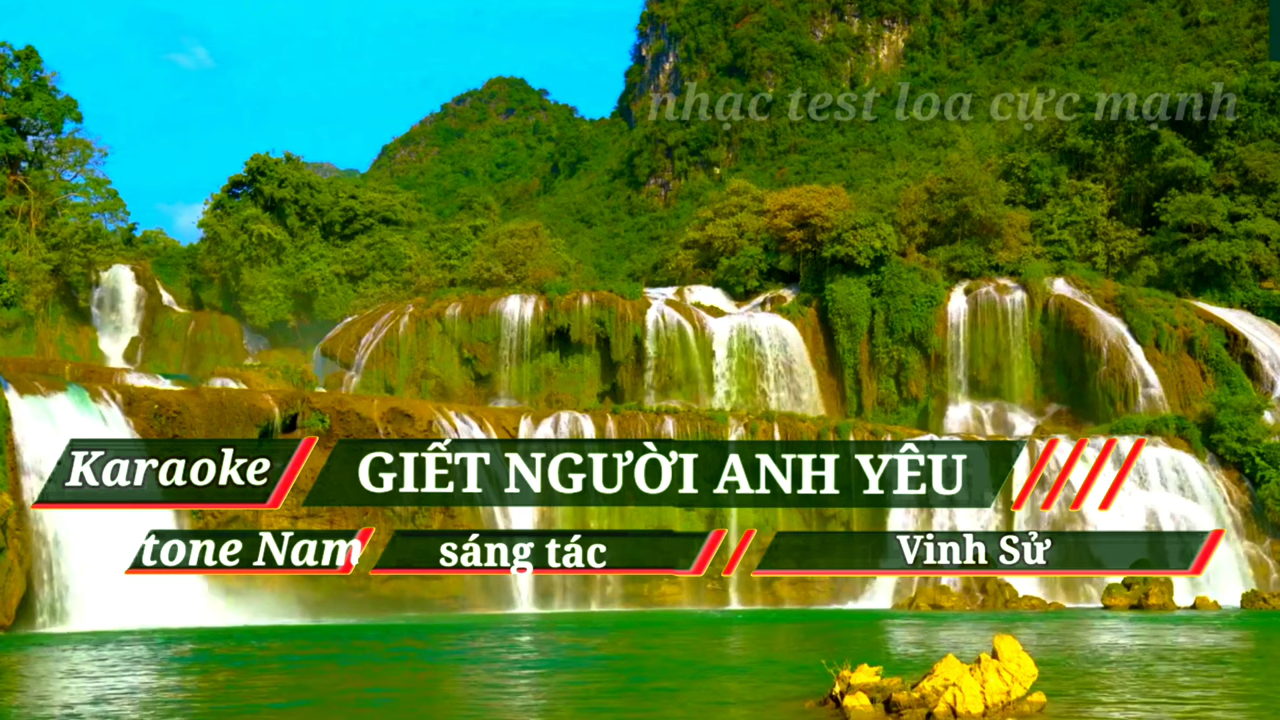 nhạc test loa cực mạnh
Karaoke GIẾT NGƯỜI ANH YÊU
tone Nam sáng tác Vinh Sử